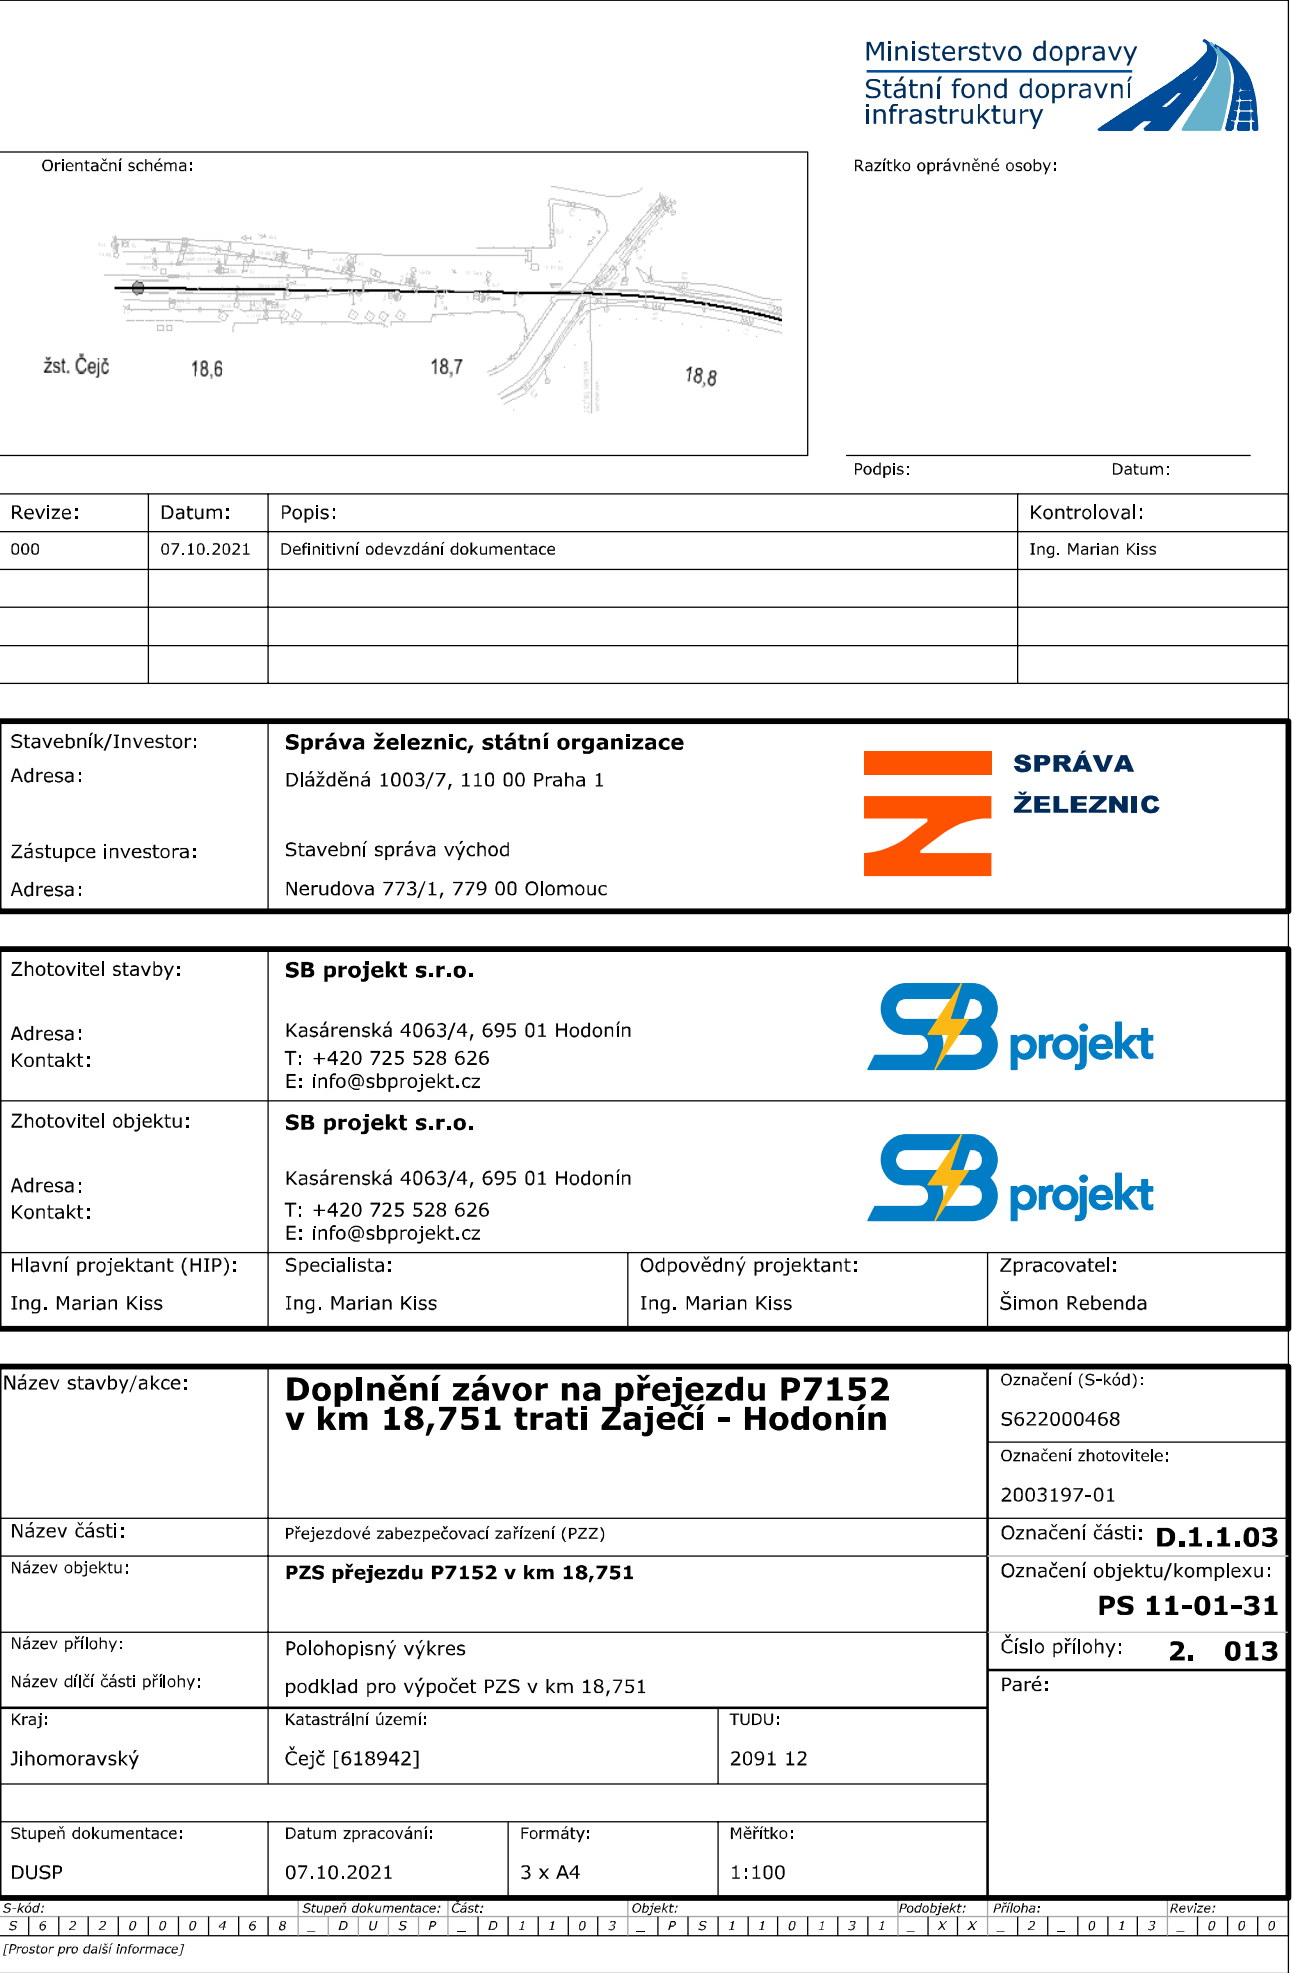 Ministerstvo dopravy
Státní fond dopravní
infrastruktury
Orientační schéma:
Razítko oprávněné osoby:
žst. Čejč
18,6
18,7
18,8
Podpis:
Datum:
Revize: Datum: Popis: Kontroloval:
000 07.10.2021 Definitivní odevzdání dokumentace Ing. Marian Kiss
Stavebník/Investor: Správa železnic, státní organizace
Adresa: Dlážděná 1003/7, 110 00 Praha 1
SPRÁVA
ŽELEZNIC
Zástupce investora: Stavební správa východ
Adresa: Nerudova 773/1, 779 00 Olomouc
Zhotovitel stavby: SB projekt s.r.o.
Adresa: Kasárenská 4063/4, 695 01 Hodonín
Kontakt: T: +420 725 528 626
E: info@sbprojekt.cz
SB projekt
Zhotovitel objektu: SB projekt s.r.o.
Adresa: Kasárenská 4063/4, 695 01 Hodonín
Kontakt: T: +420 725 528 626
E: info@sbprojekt.cz
SB projekt
Hlavní projektant (HIP): Specialista: Odpovědný projektant: Zpracovatel:
Ing. Marian Kiss Ing. Marian Kiss Ing. Marian Kiss Šimon Rebenda
Název stavby/akce: Doplnění závor na přejezdu P7152
v km 18,751 trati Zaječí - Hodonín
Označení (S-kód):
S622000468
Označení zhotovitele:
2003197-01
Název části: Přejezdové zabezpečovací zařízení (PZZ) Označení části: D.1.1.03
Název objektu: PZS přejezdu P7152 v km 18,751 Označení objektu/komplexu:
PS 11-01-31
Název přílohy: Polohopisný výkres Číslo přílohy: 2. 013
Název dílčí části přílohy: podklad pro výpočet PZS v km 18,751 Paré:
Kraj: Katastrální území: TUDU:
Jihomoravský Čejč [618942] 2091 12
Stupeň dokumentace: Datum zpracování: Formáty: Měřítko:
DUSP 07.10.2021 3 x A4 1:100
S-kód: Stupeň dokumentace: Část: Objekt: Podobjekt: Příloha: Revize:
S 6 2 2 0 0 0 4 6 8 _ D U S P _ D 1 1 0 3 _ P S 1 1 0 1 3 1 _ X X _ 2 _ 0 1 3 _ 0 0 0
[Prostor pro další informace]